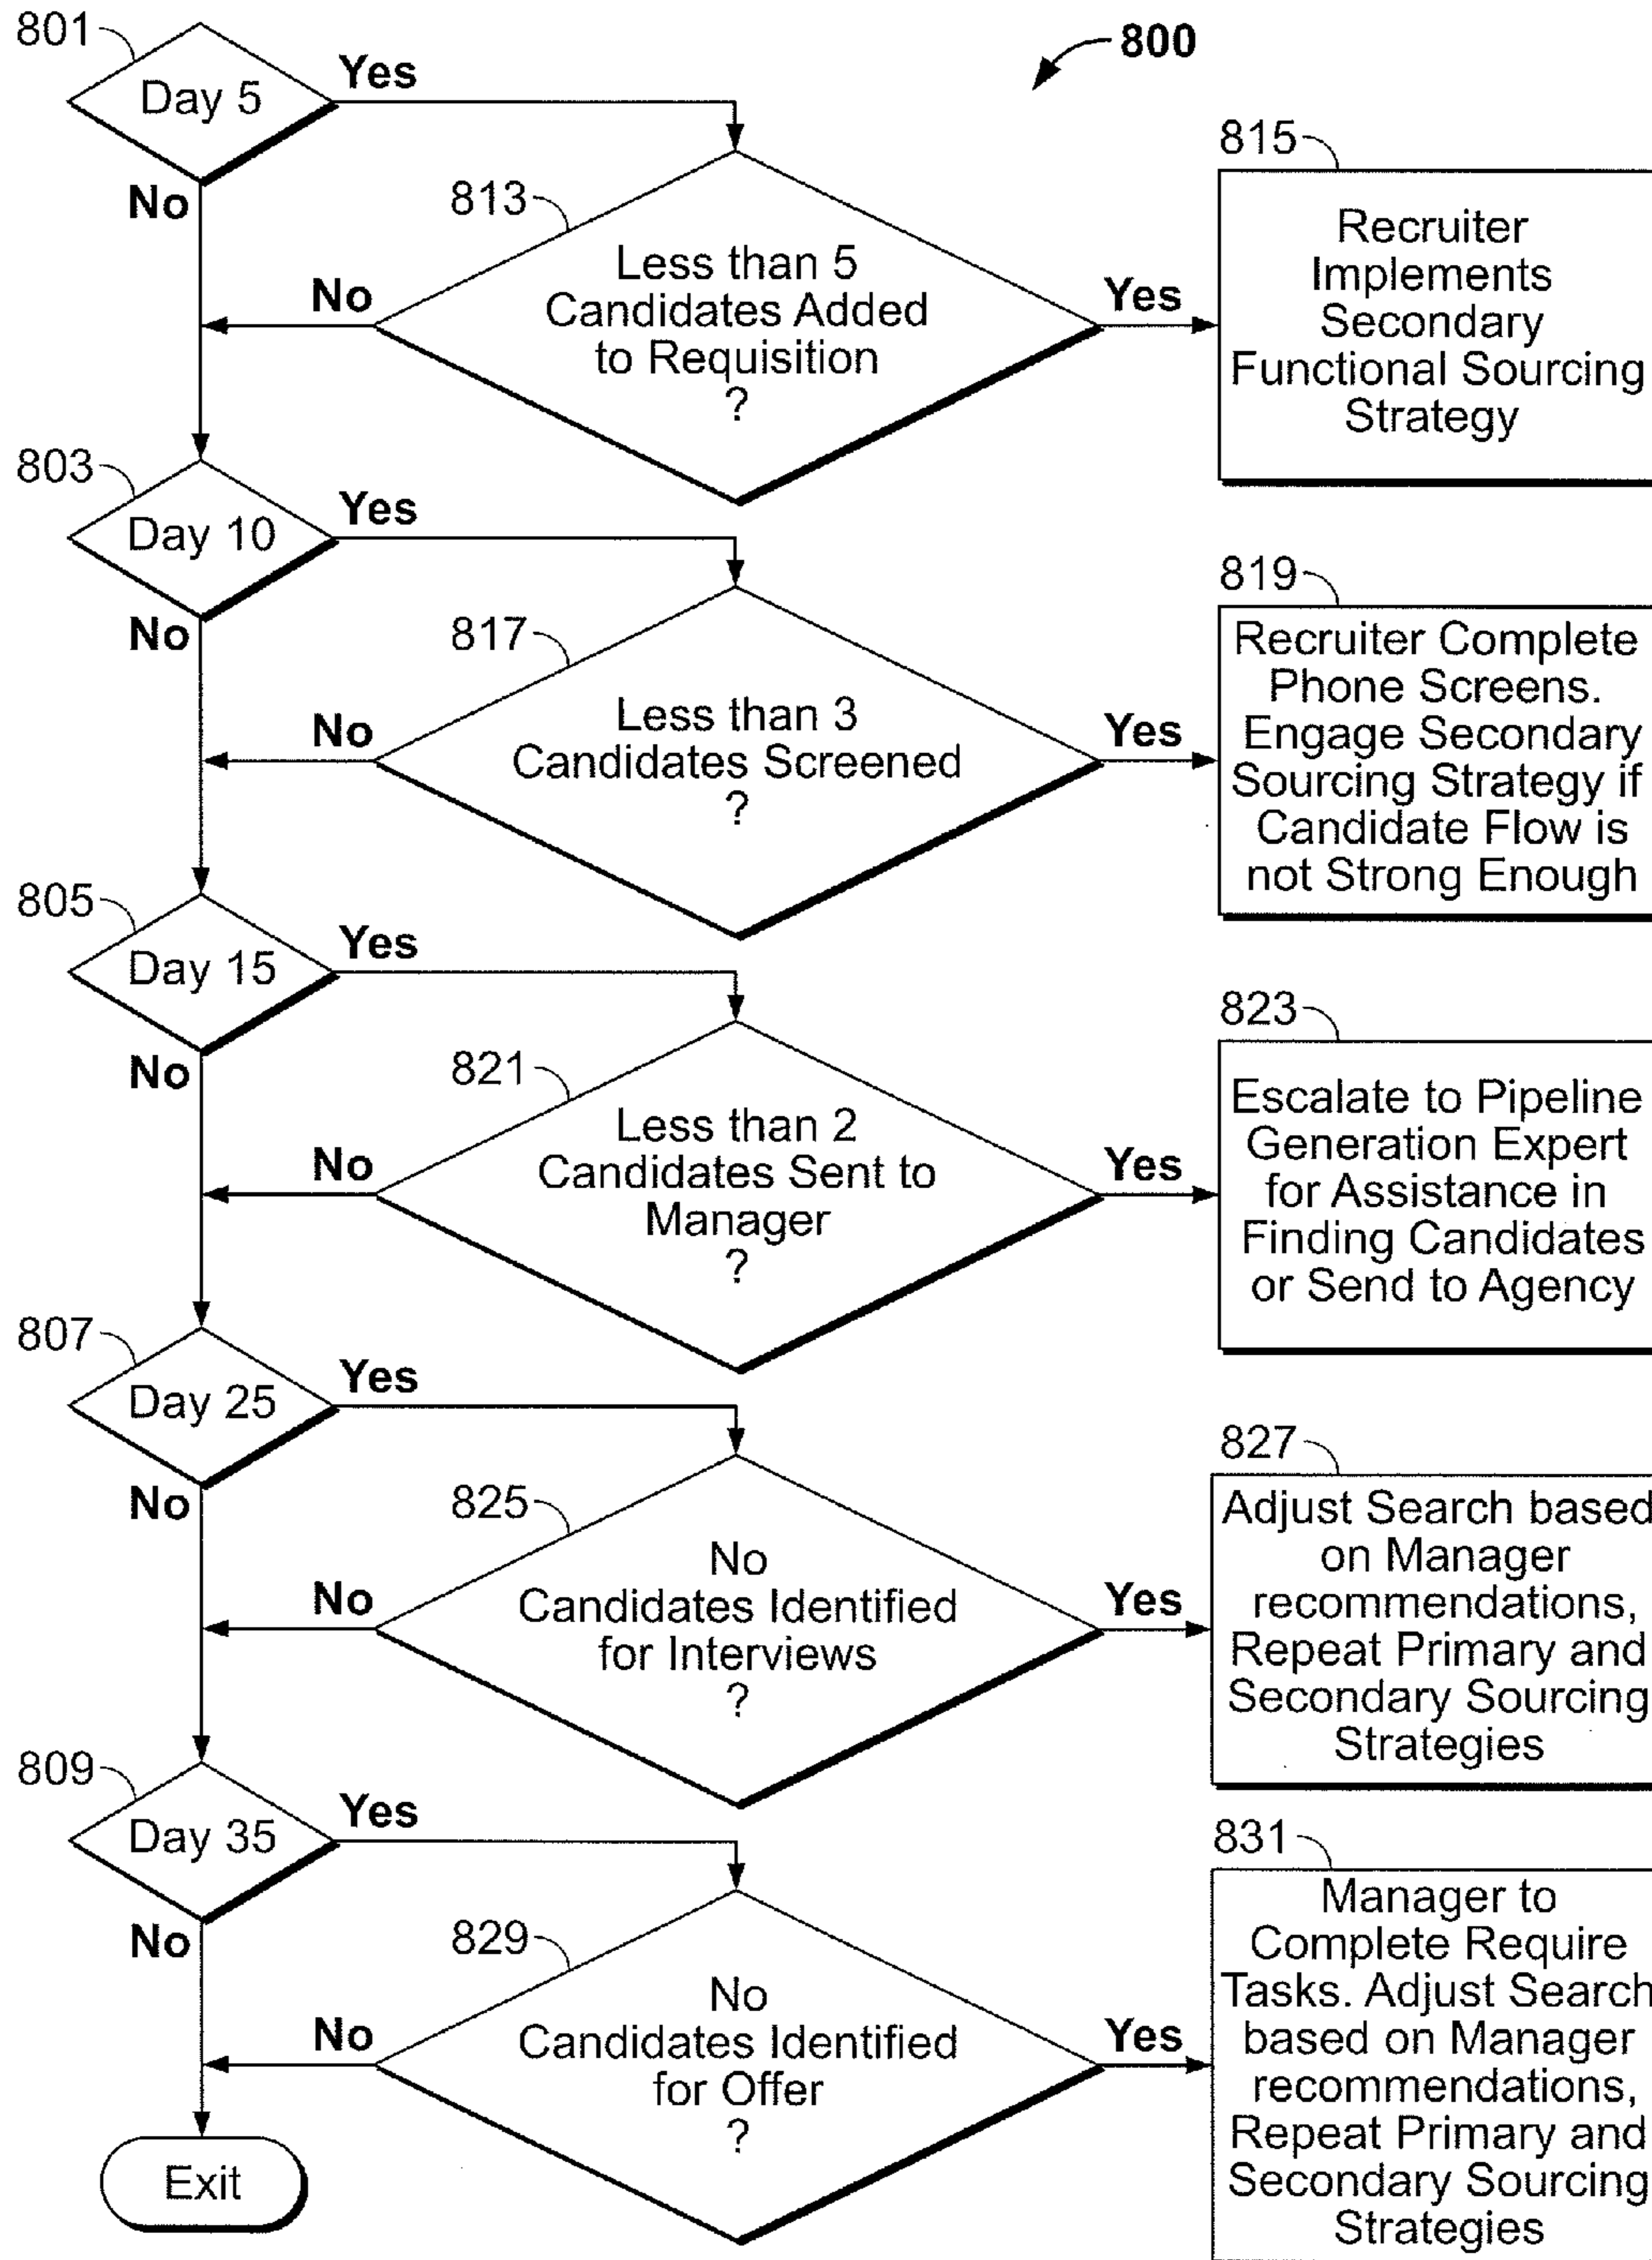 800
801
Day 5
Yes
No
813
Less than 5
Candidates Added
to Requisition
?
No
Yes
815
Recruiter
Implements
Secondary
Functional Sourcing
Strategy
803
Day 10
Yes
No
817
Less than 3
Candidates Screened
?
No
Yes
819
Recruiter Complete
Phone Screens.
Engage Secondary
Sourcing Strategy if
Candidate Flow is
not Strong Enough
805
Day 15
Yes
No
821
Less than 2
Candidates Sent to
Manager
?
No
Yes
823
Escalate to Pipeline
Generation Expert
for Assistance in
Finding Candidates
or Send to Agency
807
Day 25
Yes
No
825
No
Candidates Identified
for Interviews
?
No
Yes
827
Adjust Search based
on Manager
recommendations,
Repeat Primary and
Secondary Sourcing
Strategies
809
Day 35
Yes
No
829
No
Candidates Identified
for Offer
?
No
Yes
831
Manager to
Complete Require
Tasks. Adjust Search
based on Manager
recommendations,
Repeat Primary and
Secondary Sourcing
Strategies
Exit